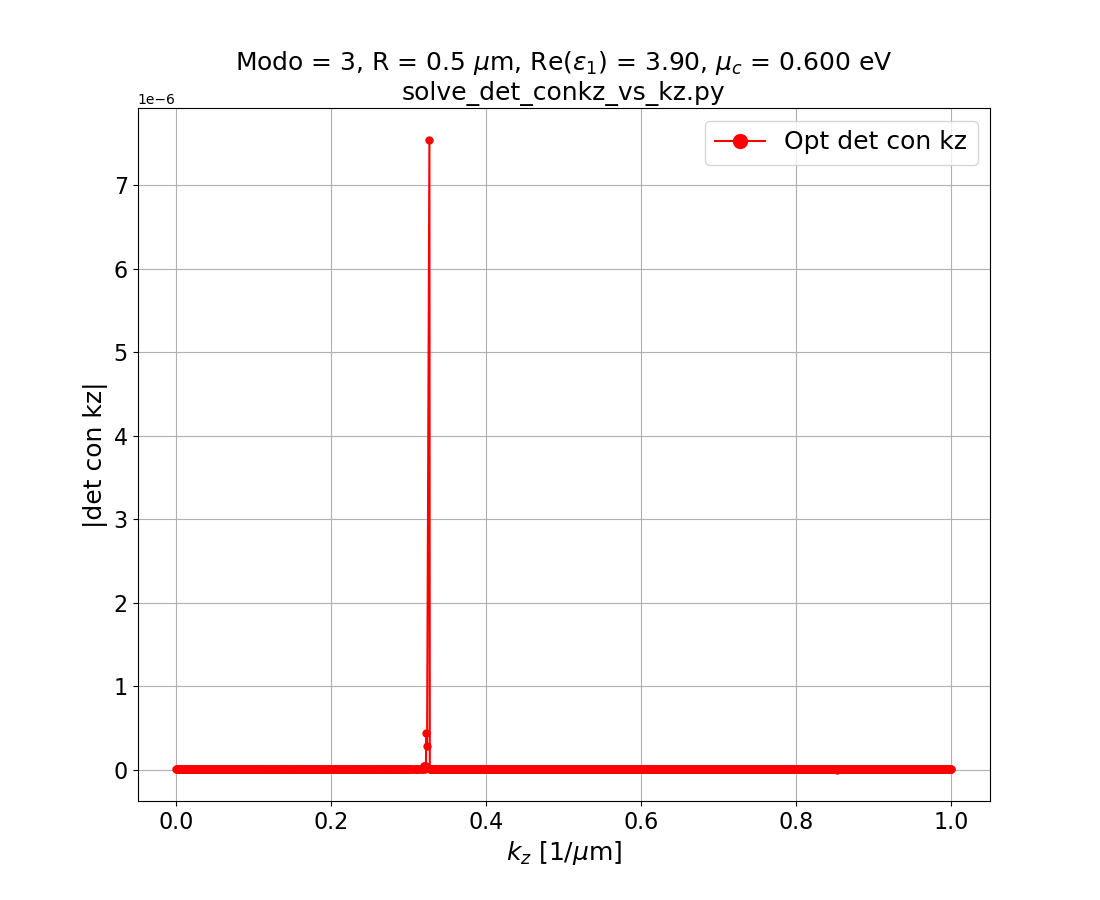 Modo = 3, R = 0.5 μm, Re(ε₁) = 3.90, μ_c = 0.600 eV
solve_det_conkz_vs_kz.py
1e−6
Opt det con kz
7
6
5
4
3
2
1
0
|det con kz|
0.0 0.2 0.4 0.6 0.8 1.0
k_z [1/μm]